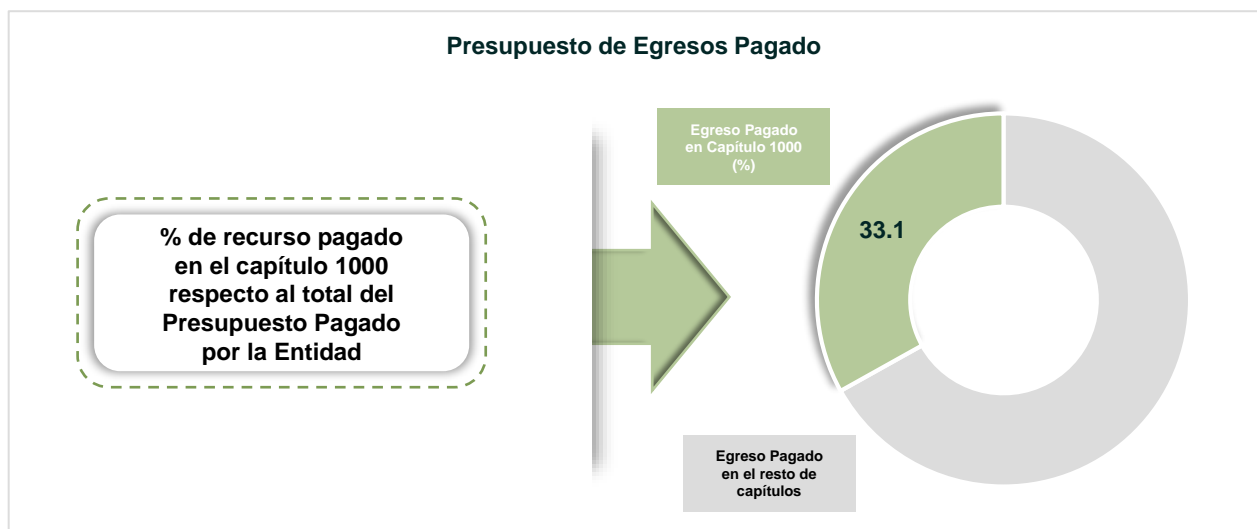 Presupuesto de Egresos Pagado
Egreso Pagado
en Capítulo 1000
(%)
% de recurso pagado
en el capítulo 1000
respecto al total del
Presupuesto Pagado
por la Entidad
33.1
Egreso Pagado
en el resto de
capítulos